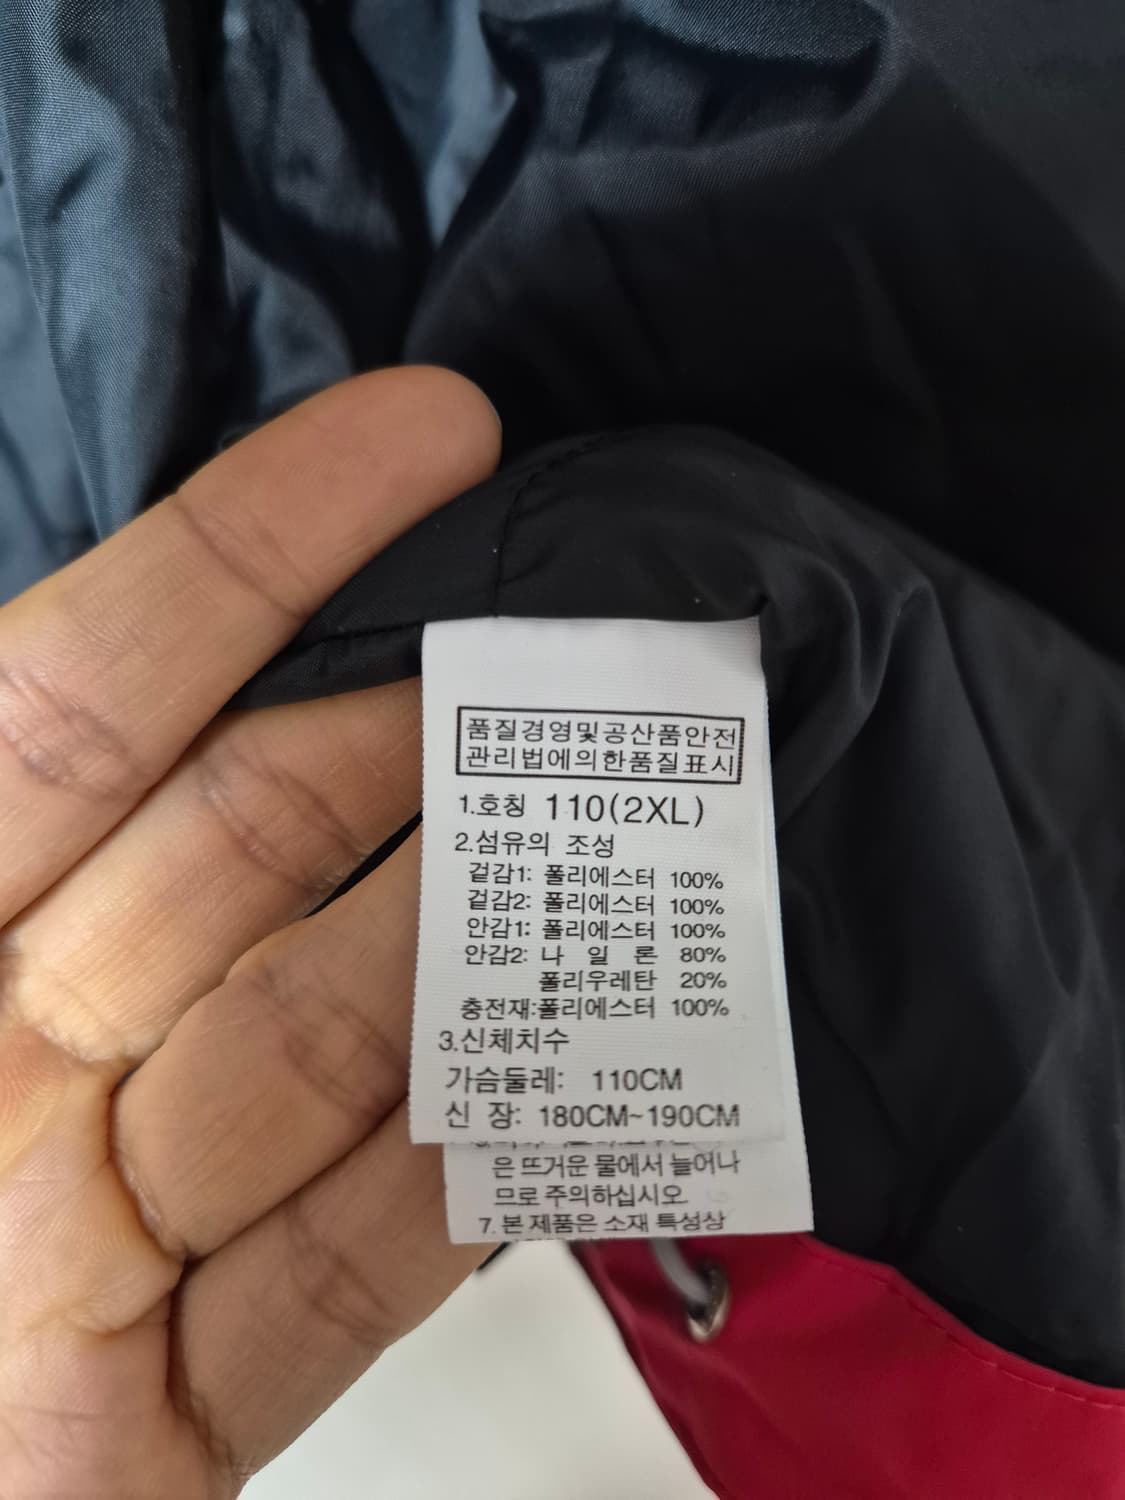 품질경영및공산품안전
관리법에의한품질표시
1.호칭 110(2XL)
2.섬유의 조성
겉감1: 폴리에스터 100%
겉감2: 폴리에스터 100%
안감1: 폴리에스터 100%
안감2: 나 일 론 80%
폴리우레탄 20%
충전재:폴리에스터 100%
3.신체치수
가슴둘레: 110CM
신 장: 180CM~190CM
은 뜨거운 물에서 늘어나
므로 주의하십시오.
7. 본 제품은 소재 특성상